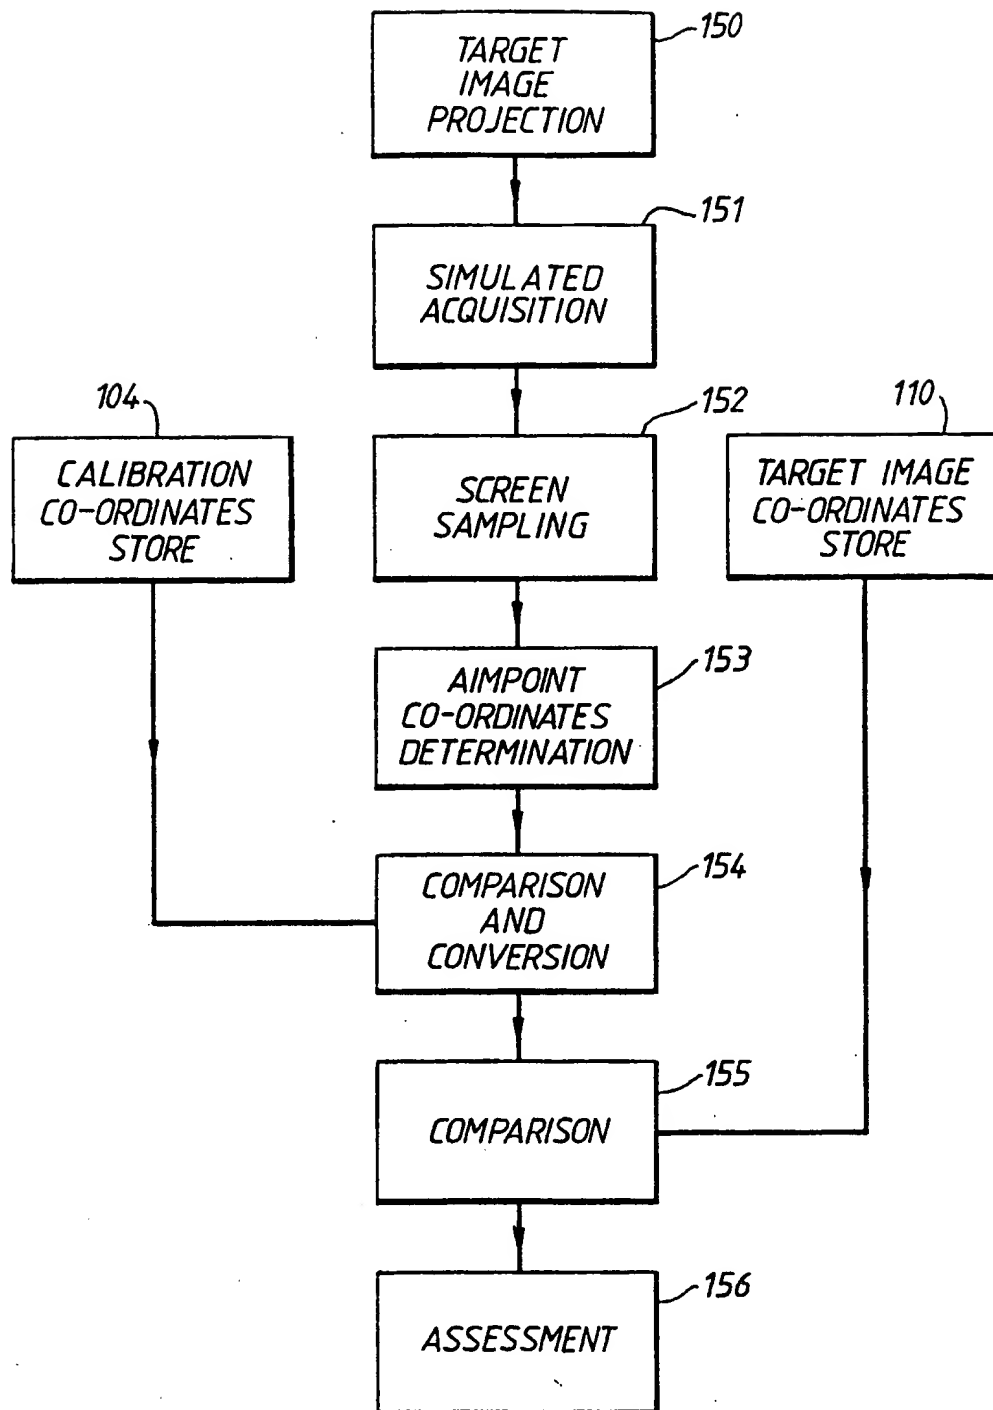 150
TARGET
IMAGE
PROJECTION
151
SIMULATED
ACQUISITION
152
SCREEN
SAMPLING
104
CALIBRATION
CO-ORDINATES
STORE
110
TARGET IMAGE
CO-ORDINATES
STORE
153
AIMPOINT
CO-ORDINATES
DETERMINATION
154
COMPARISON
AND
CONVERSION
155
COMPARISON
156
ASSESSMENT